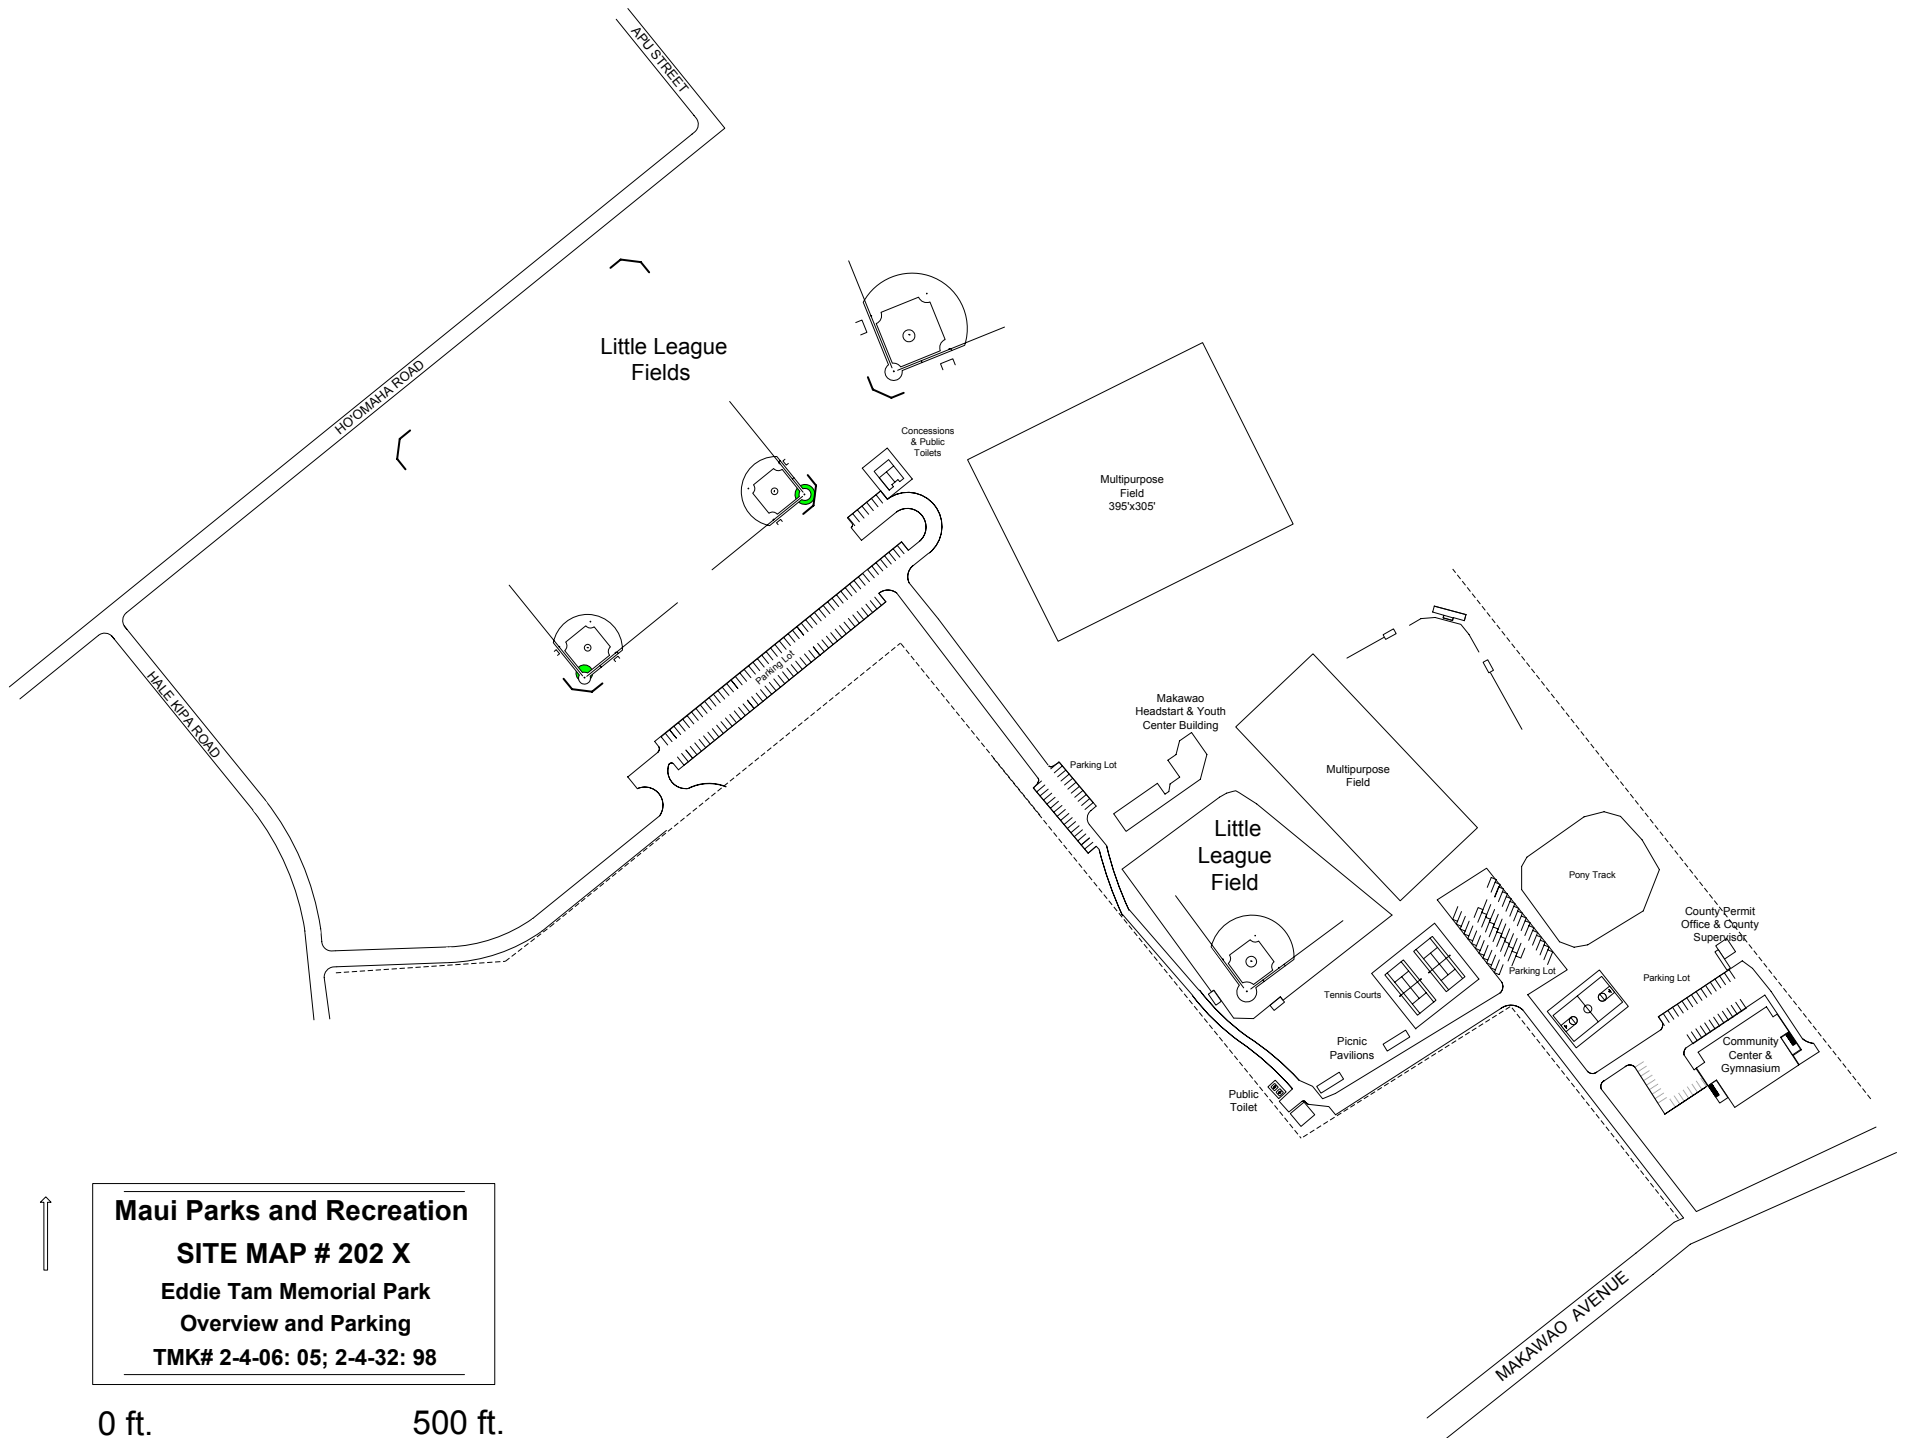 APU STREET
HO'OMAHA ROAD
HALE KIPA ROAD
Little League
Fields
Concessions
& Public
Toilets
Multipurpose
Field
395'x305'
Parking Lot
Makawao
Headstart & Youth
Center Building
Parking Lot
Multipurpose
Field
Little
League
Field
Pony Track
County Permit
Office & County
Supervisor
Parking Lot
Parking Lot
Tennis Courts
Picnic
Pavilions
Community
Center &
Gymnasium
Public
Toilet
MAKAWAO AVENUE
Maui Parks and Recreation
SITE MAP # 202 X
Eddie Tam Memorial Park
Overview and Parking
TMK# 2-4-06: 05; 2-4-32: 98
0 ft. 500 ft.